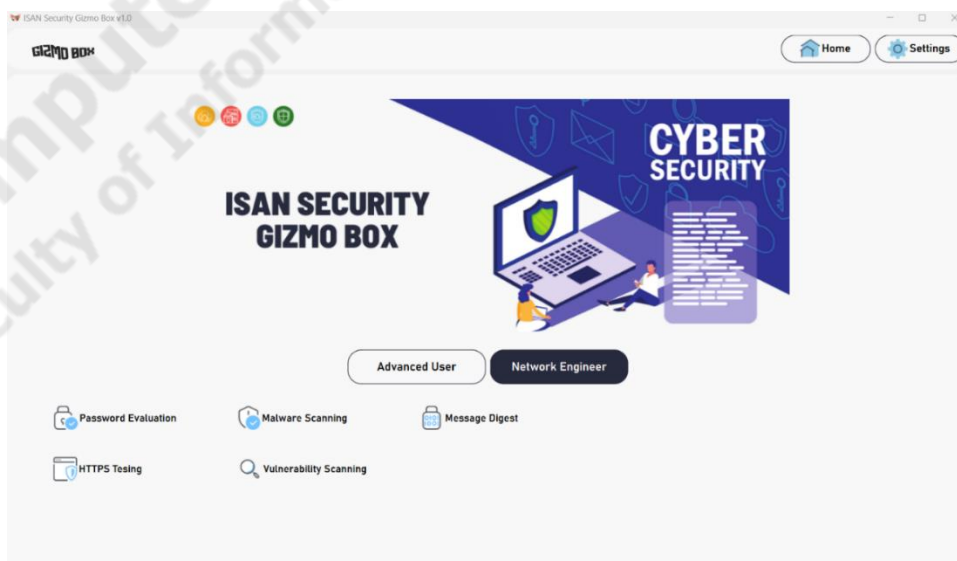 ISAN Security Gizmo Box v1.0
GIZMO BOX
Home
Settings
CYBER
SECURITY
ISAN SECURITY
GIZMO BOX
Advanced User
Network Engineer
Password Evaluation
Malware Scanning
Message Digest
HTTPS Tesing
Vulnerability Scanning